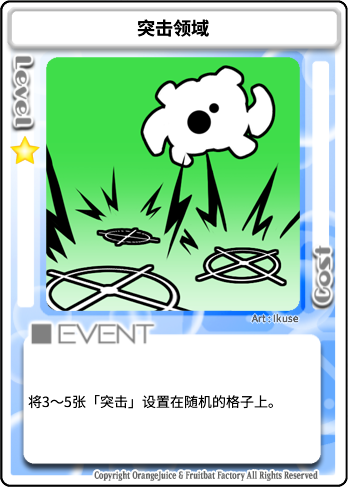 突击领域
Level
Cost
Art : Ikuse
EVENT
将3～5张「突击」设置在随机的格子上。
Copyright OrangeJuice & Fruitbat Factory All Rights Reserved